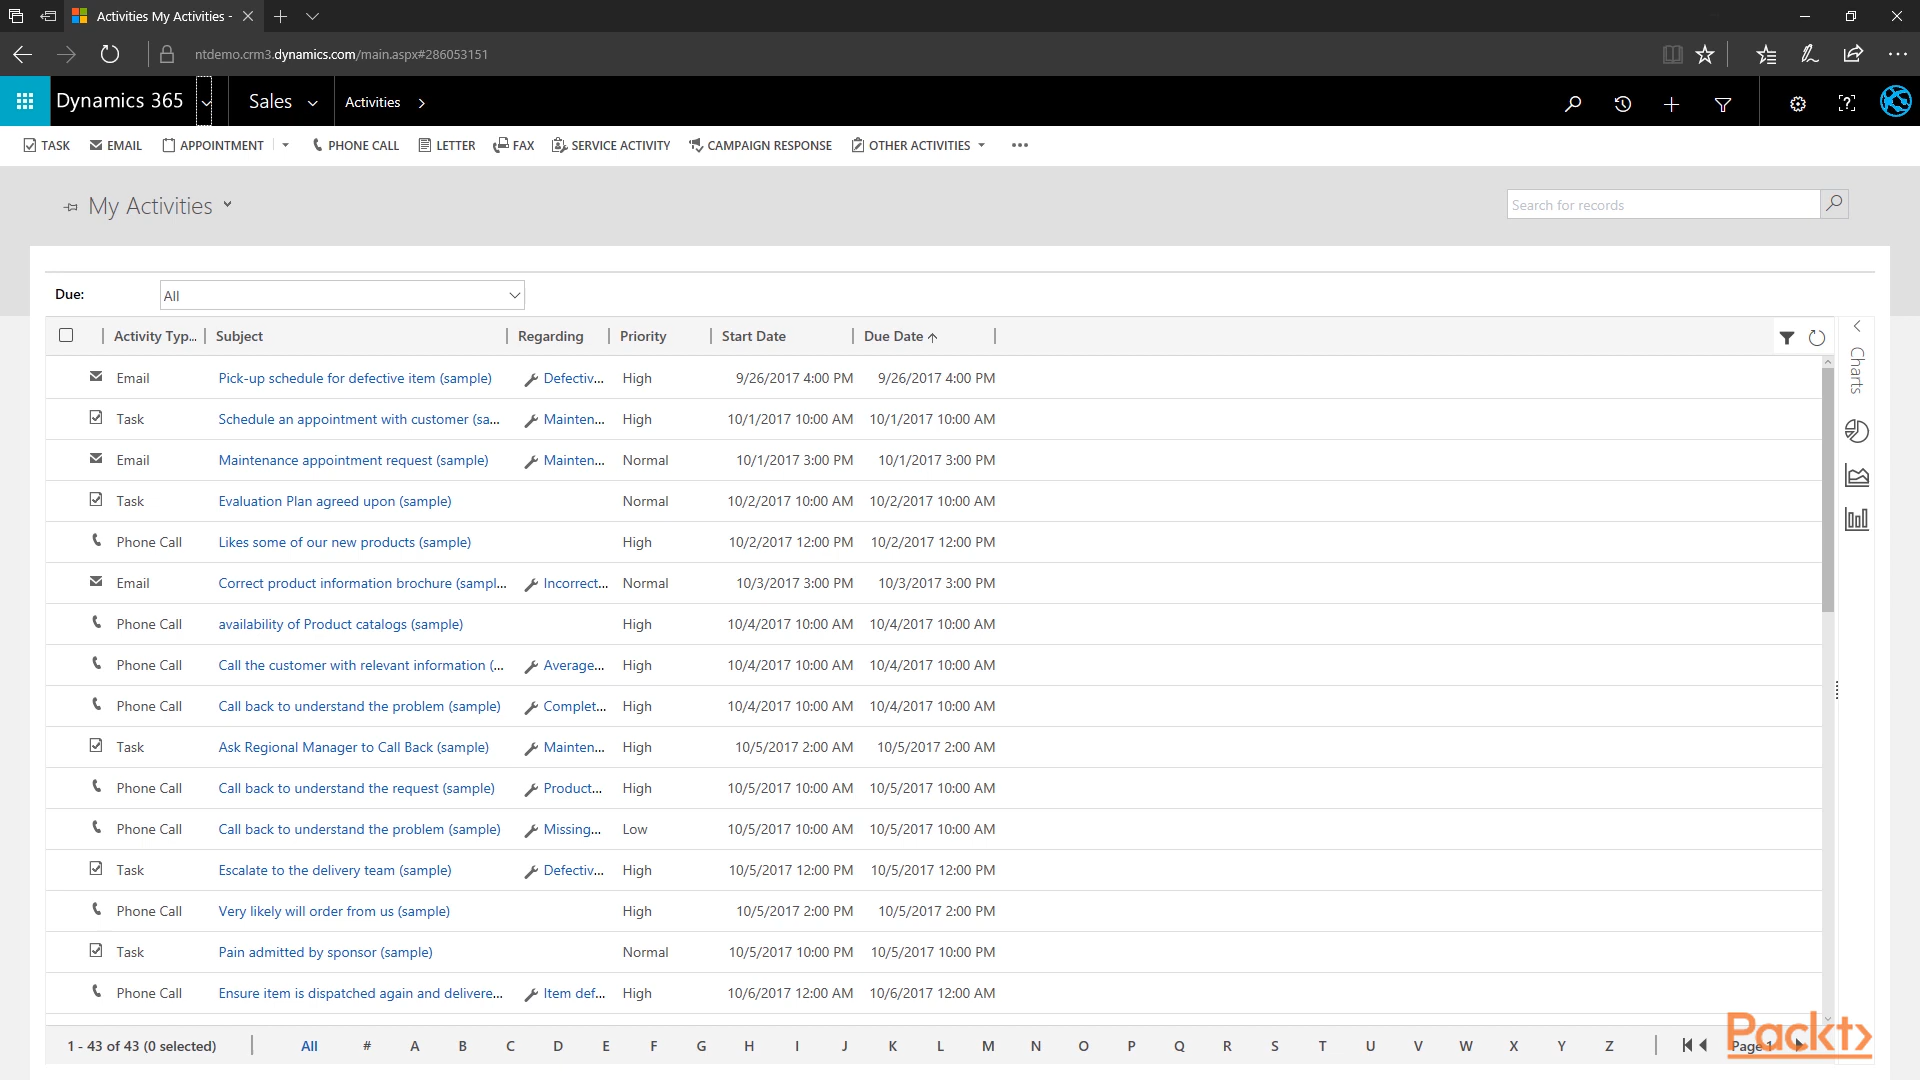 Activities My Activities -
ntdemo.crm3.dynamics.com/main.aspx#286053151
Dynamics 365 Sales Activities
TASK EMAIL APPOINTMENT PHONE CALL LETTER FAX SERVICE ACTIVITY CAMPAIGN RESPONSE OTHER ACTIVITIES
My Activities
Search for records
Due: All
Activity Typ... Subject Regarding Priority Start Date Due Date
Charts
Email Pick-up schedule for defective item (sample) Defectiv... High 9/26/2017 4:00 PM 9/26/2017 4:00 PM
Task Schedule an appointment with customer (sa... Mainten... High 10/1/2017 10:00 AM 10/1/2017 10:00 AM
Email Maintenance appointment request (sample) Mainten... Normal 10/1/2017 3:00 PM 10/1/2017 3:00 PM
Task Evaluation Plan agreed upon (sample) Normal 10/2/2017 10:00 AM 10/2/2017 10:00 AM
Phone Call Likes some of our new products (sample) High 10/2/2017 12:00 PM 10/2/2017 12:00 PM
Email Correct product information brochure (sampl... Incorrect... Normal 10/3/2017 3:00 PM 10/3/2017 3:00 PM
Phone Call availability of Product catalogs (sample) High 10/4/2017 10:00 AM 10/4/2017 10:00 AM
Phone Call Call the customer with relevant information (... Average... High 10/4/2017 10:00 AM 10/4/2017 10:00 AM
Phone Call Call back to understand the problem (sample) Complet... High 10/4/2017 10:00 AM 10/4/2017 10:00 AM
Task Ask Regional Manager to Call Back (sample) Mainten... High 10/5/2017 2:00 AM 10/5/2017 2:00 AM
Phone Call Call back to understand the request (sample) Product... High 10/5/2017 10:00 AM 10/5/2017 10:00 AM
Phone Call Call back to understand the problem (sample) Missing... Low 10/5/2017 10:00 AM 10/5/2017 10:00 AM
Task Escalate to the delivery team (sample) Defectiv... High 10/5/2017 12:00 PM 10/5/2017 12:00 PM
Phone Call Very likely will order from us (sample) High 10/5/2017 2:00 PM 10/5/2017 2:00 PM
Task Pain admitted by sponsor (sample) Normal 10/5/2017 10:00 PM 10/5/2017 10:00 PM
Phone Call Ensure item is dispatched again and delivere... Item def... High 10/6/2017 12:00 AM 10/6/2017 12:00 AM
1 - 43 of 43 (0 selected) All # A B C D E F G H I J K L M N O P Q R S T U V W X Y Z Page 1
Packt>